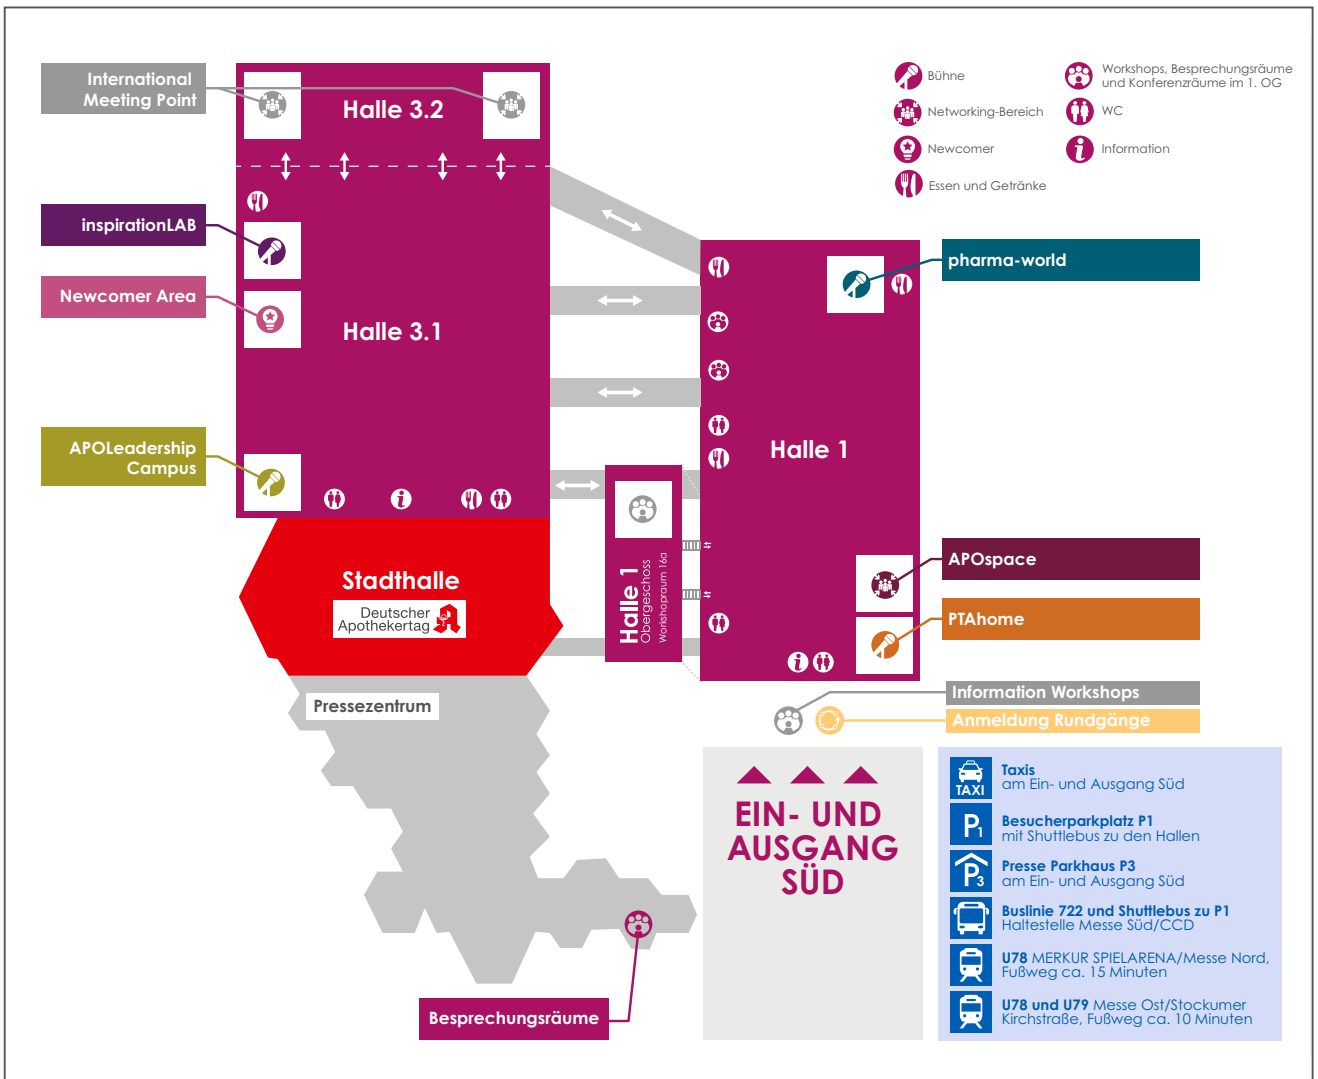 International
Meeting Point
Halle 3.2
inspirationLAB
Newcomer Area
Halle 3.1
APOLeadership
Campus
Bühne
Networking-Bereich
Newcomer
Essen und Getränke
Workshops, Besprechungsräume
und Konferenzräume im 1. OG
WC
Information
pharma-world
Halle 1
Halle 1
Obergeschoss
Workshopraum 16a
APOspace
PTAhome
Stadthalle
Deutscher
Apothekertag
Pressezentrum
Information Workshops
Anmeldung Rundgänge
EIN- UND
AUSGANG
SÜD
Besprechungsräume
TAXI
Taxis
am Ein- und Ausgang Süd
P1
Besucherparkplatz P1
mit Shuttlebus zu den Hallen
P3
Presse Parkhaus P3
am Ein- und Ausgang Süd
Buslinie 722 und Shuttlebus zu P1
Haltestelle Messe Süd/CCD
U78 MERKUR SPIELARENA/Messe Nord,
Fußweg ca. 15 Minuten
U78 und U79 Messe Ost/Stockumer
Kirchstraße, Fußweg ca. 10 Minuten